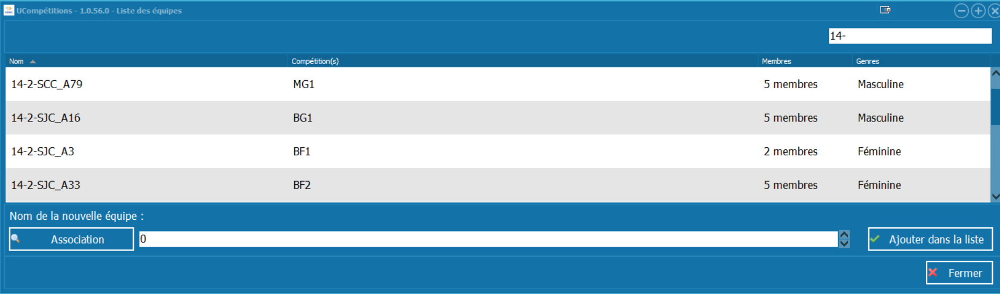 UCompétitions - 1.0.56.0 - Liste des équipes
14-
Nom Compétition(s) Membres Genres
14-2-SCC_A79 MG1 5 membres Masculine
14-2-SJC_A16 BG1 5 membres Masculine
14-2-SJC_A3 BF1 2 membres Féminine
14-2-SJC_A33 BF2 5 membres Féminine
Nom de la nouvelle équipe :
Association 0 Ajouter dans la liste
Fermer